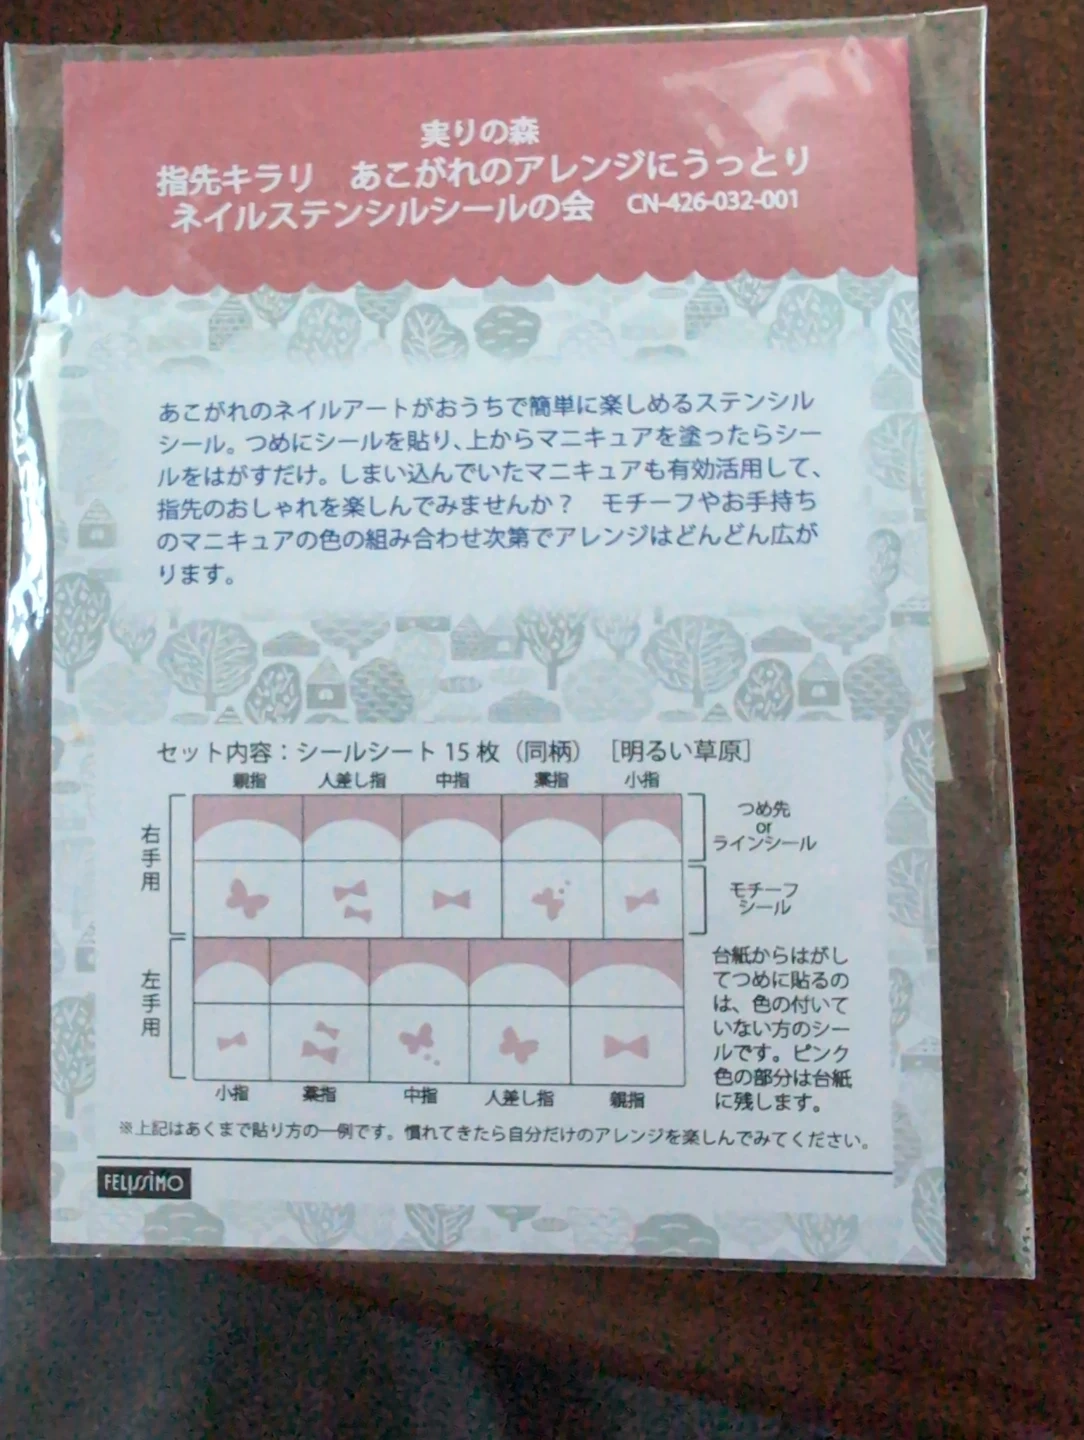 実りの森
指先キラリ　あこがれのアレンジにうっとり
ネイルステンシルシールの会　CN-426-032-001
あこがれのネイルアートがおうちで簡単に楽しめるステンシル
シール。つめにシールを貼り、上からマニキュアを塗ったらシー
ルをはがすだけ。しまい込んでいたマニキュアも有効活用して、
指先のおしゃれを楽しんでみませんか？　モチーフやお手持ち
のマニキュアの色の組み合わせ次第でアレンジはどんどん広が
ります。
セット内容：シールシート 15 枚（同柄）［明るい草原］
親指　人差し指　中指　薬指　小指
右手用
つめ先
or
ラインシール
モチーフ
シール
左手用
小指　薬指　中指　人差し指　親指
台紙からはがし
てつめに貼るの
は、色の付いて
いない方のシー
ルです。ピンク
色の部分は台紙
に残します。
※上記はあくまで貼り方の一例です。慣れてきたら自分だけのアレンジを楽しんでみてください。
FELISSIMO